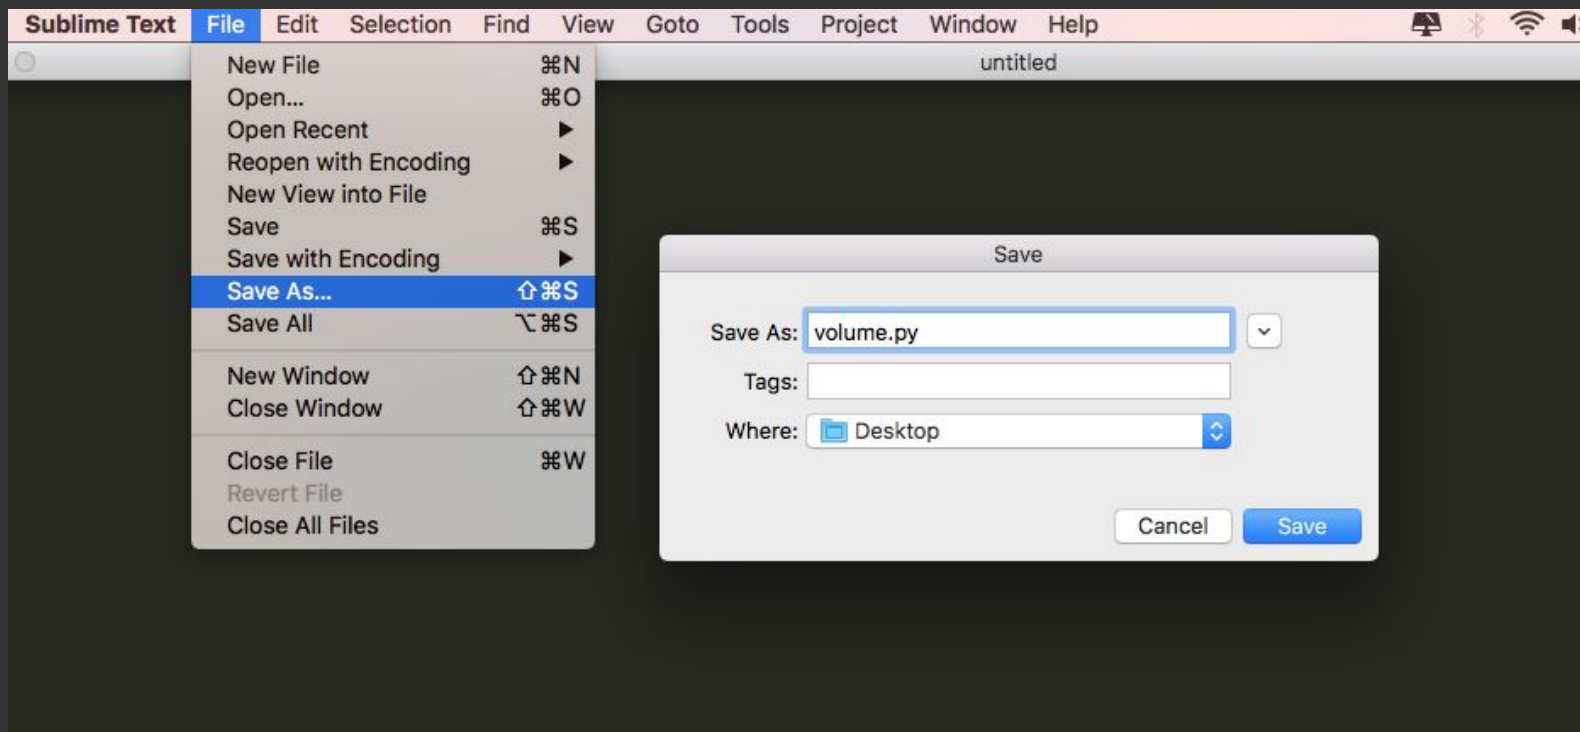 Sublime Text File Edit Selection Find View Goto Tools Project Window Help
untitled
New File ⌘N
Open... ⌘O
Open Recent ▶
Reopen with Encoding ▶
New View into File
Save ⌘S
Save with Encoding ▶
Save As... ⇧⌘S
Save All ⌥⌘S
New Window ⇧⌘N
Close Window ⇧⌘W
Close File ⌘W
Revert File
Close All Files
Save
Save As: volume.py
Tags:
Where: Desktop
Cancel Save